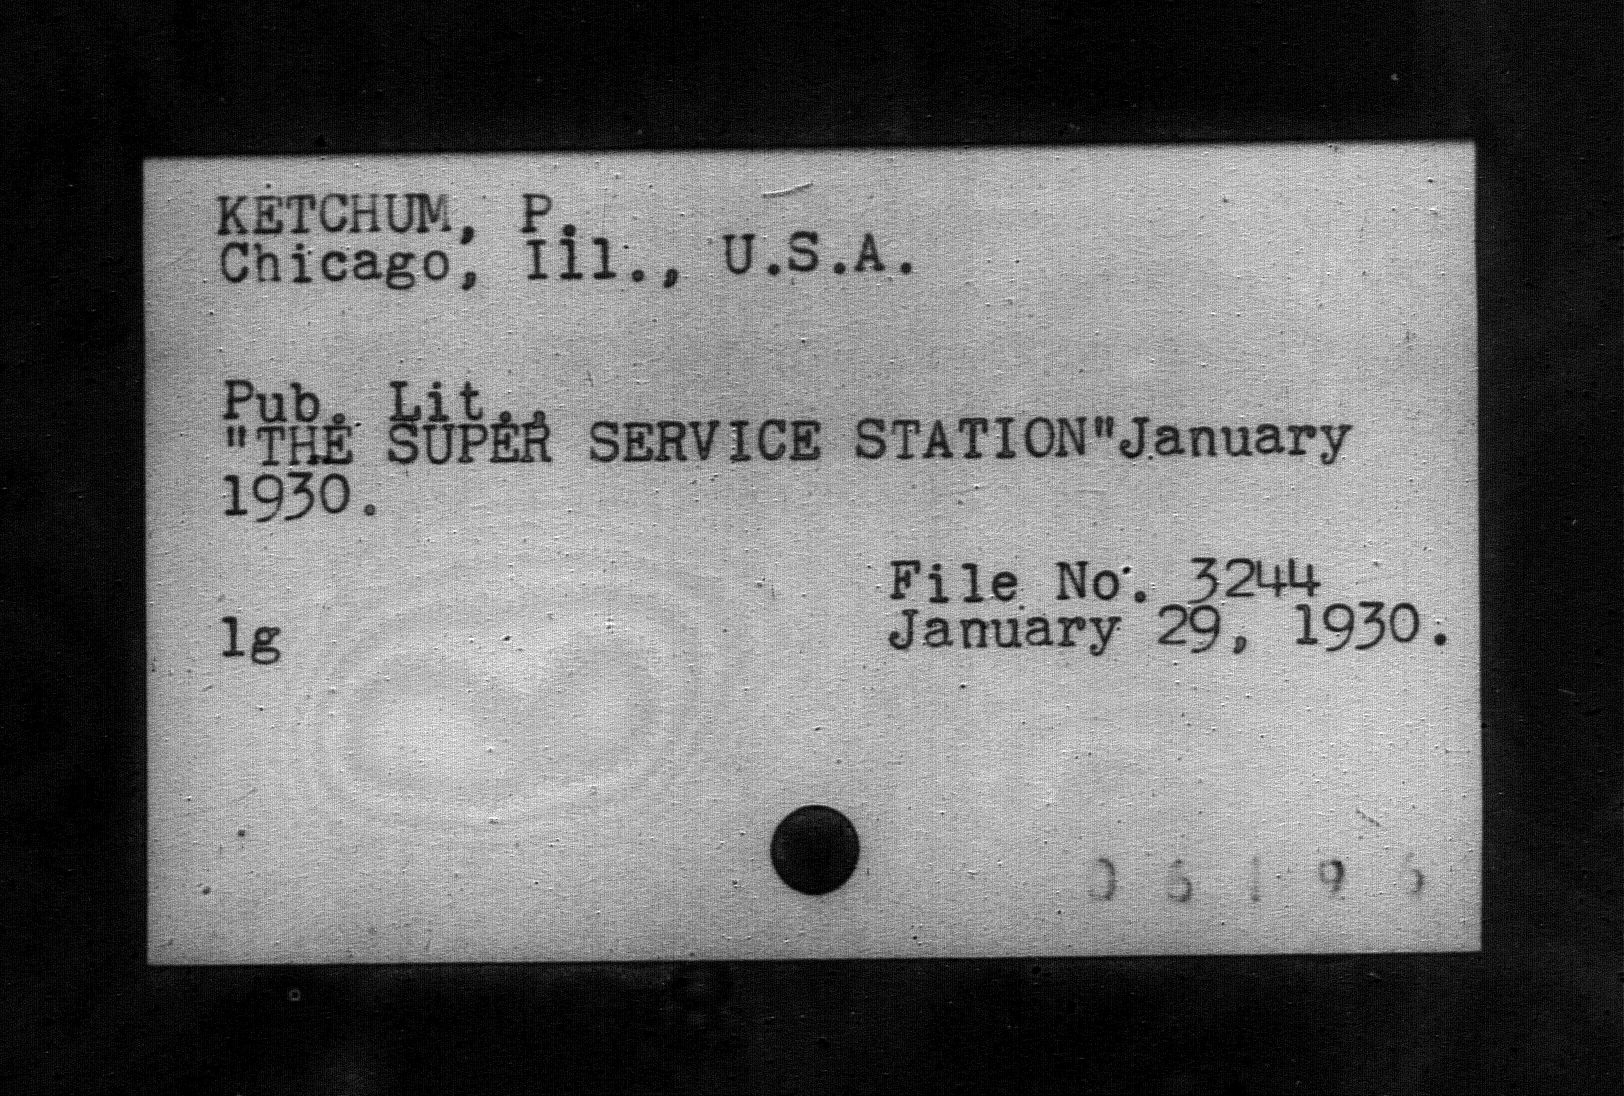 KETCHUM, P.
Chicago, Ill., U.S.A.
Pub. Lit.,
"THE SUPER SERVICE STATION"January
1930.
File No. 3244
lg
January 29, 1930.